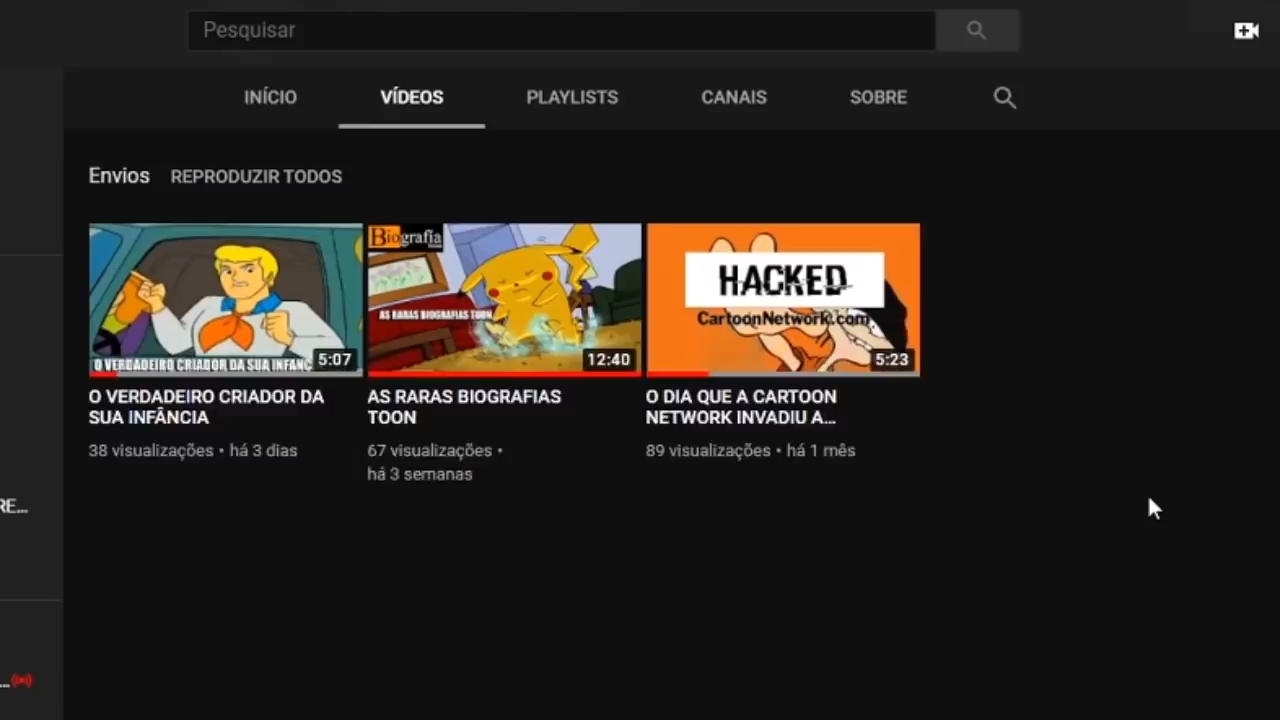 Pesquisar
INÍCIO VÍDEOS PLAYLISTS CANAIS SOBRE
Envios REPRODUZIR TODOS
O VERDADEIRO CRIADOR DA SUA INFÂNC
5:07
Biografia
AS RARAS BIOGRAFIAS TOON
12:40
HACKED
CartoonNetwork.com
5:23
O VERDADEIRO CRIADOR DA
SUA INFÂNCIA
38 visualizações • há 3 dias
AS RARAS BIOGRAFIAS
TOON
67 visualizações •
há 3 semanas
O DIA QUE A CARTOON
NETWORK INVADIU A...
89 visualizações • há 1 mês
RE...
...